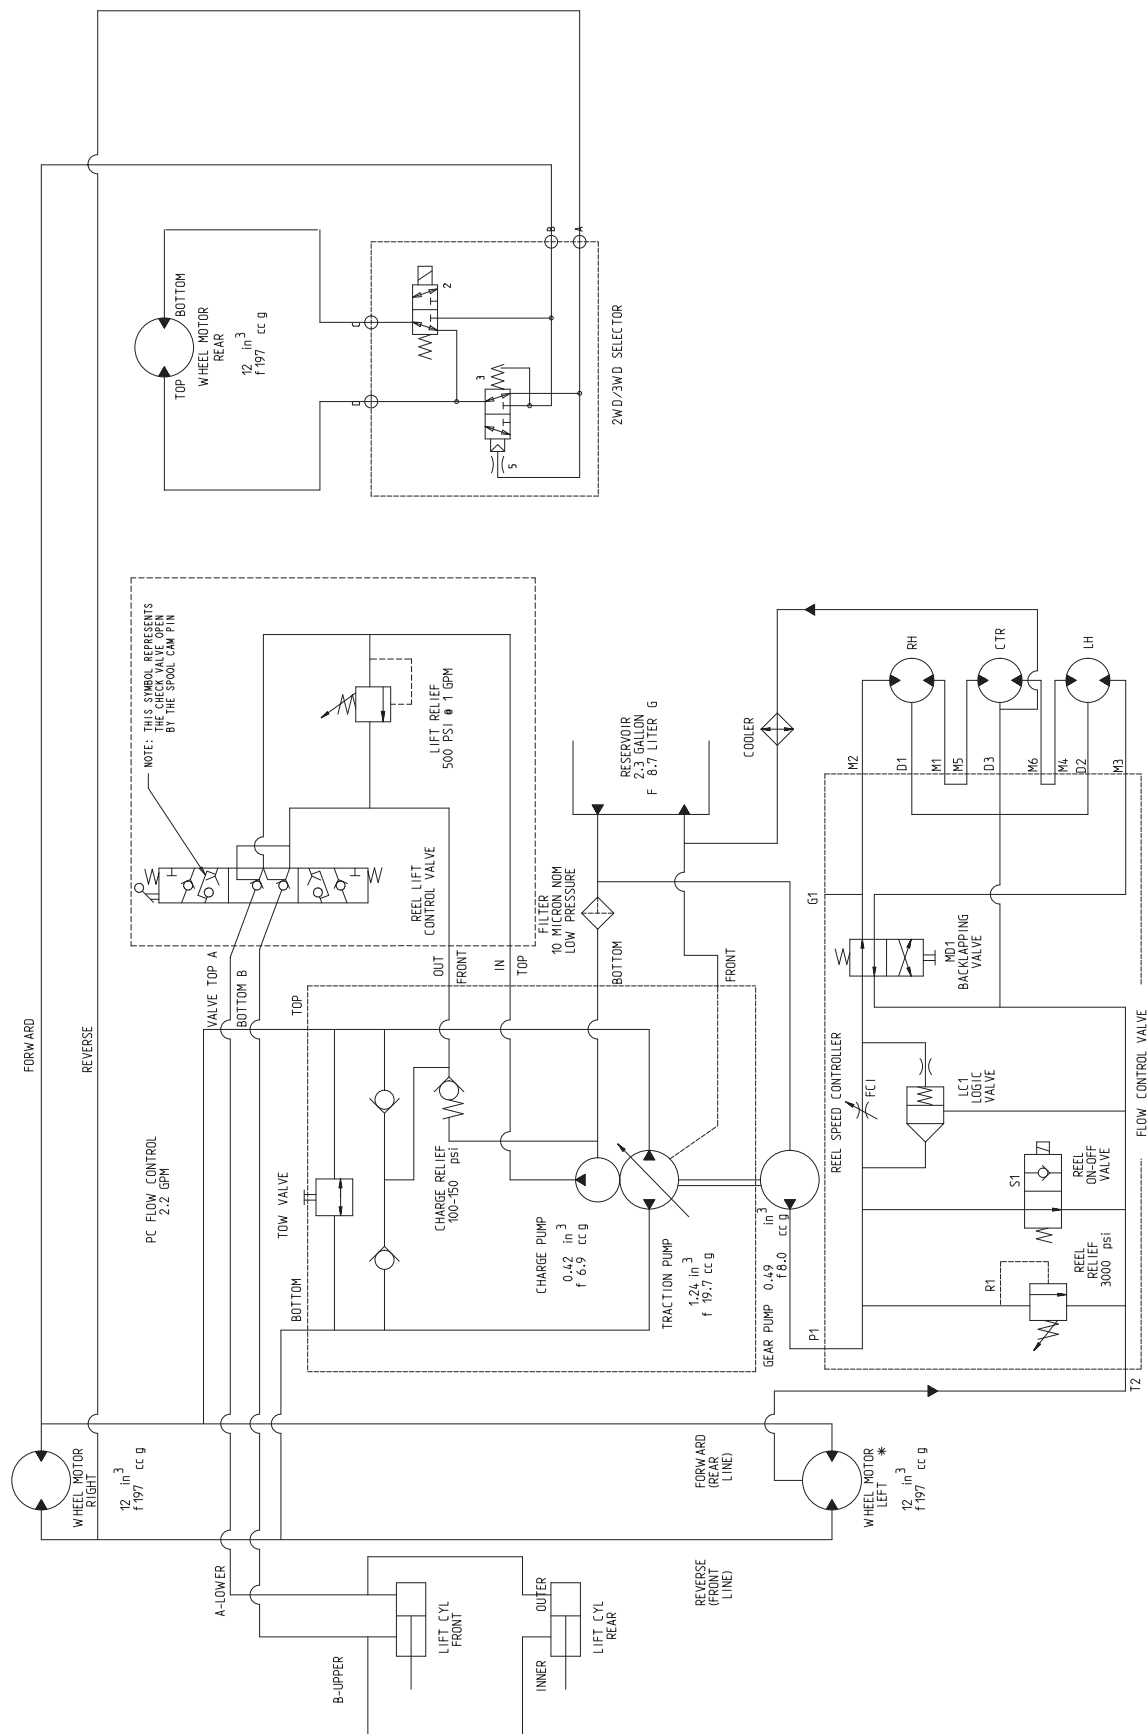 FORWARD
REVERSE
PC FLOW CONTROL
2.2 GPM
WHEEL MOTOR
RIGHT
12 in³
f 197 cc g
A-LOWER
B-UPPER
LIFT CYL
FRONT
INNER
OUTER
LIFT CYL
REAR
REVERSE
(FRONT
LINE)
FORWARD
(REAR
LINE)
WHEEL MOTOR *
LEFT
12 in³
f 197 cc g
VALVE TOP A
BOTTOM B
BOTTOM
TOW VALVE
TOP
CHARGE RELIEF
100-150 psi
CHARGE PUMP
0.42 in³
f 6.9 cc g
TRACTION PUMP
1.24 in³
f 19.7 cc g
GEAR PUMP 0.49 in³
f 8.0 cc g
OUT
FRONT
IN
TOP
BOTTOM
FRONT
NOTE: THIS SYMBOL REPRESENTS
THE CHECK VALVE OPEN
BY THE SPOOL CAM PIN
REEL LIFT
CONTROL VALVE
LIFT RELIEF
500 PSI @ 1 GPM
FILTER
10 MICRON NOM
LOW PRESSURE
RESERVOIR
2.3 GALLON
F 8.7 LITER G
COOLER
TOP
BOTTOM
WHEEL MOTOR
REAR
12 in³
f 197 cc g
D
C
B
A
2
3
5
2WD/3WD SELECTOR
P1
T2
REEL SPEED CONTROLLER
G1
M2
D1
M1
M5
D3
M6
M4
D2
M3
RH
CTR
LH
FC1
LC1
LOGIC
VALVE
MD1
BACKLAPPING
VALVE
S1
REEL
ON-OFF
VALVE
R1
REEL
RELIEF
3000 psi
FLOW CONTROL VALVE